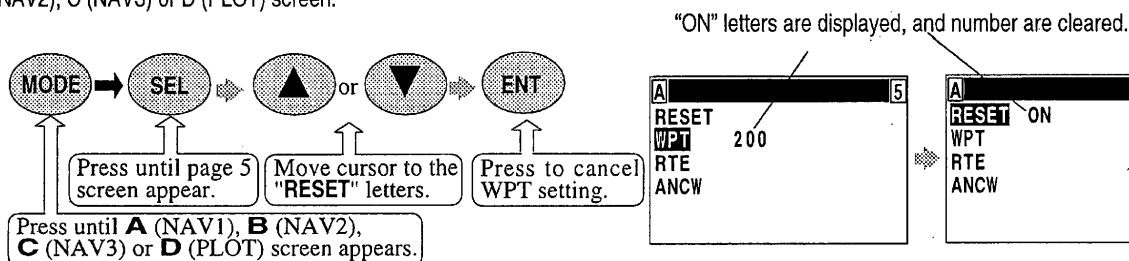 NAV2), C (NAV3) or D (PLOT) screen.
"ON" letters are displayed, and number are cleared.
MODE SEL or ENT
Press until page 5
screen appear.
Move cursor to the
"RESET" letters.
Press to cancel
WPT setting.
Press until A (NAV1), B (NAV2),
C (NAV3) or D (PLOT) screen appears.
A 5
RESET
WPT 200
RTE
ANCW
A
RESET ON
WPT
RTE
ANCW